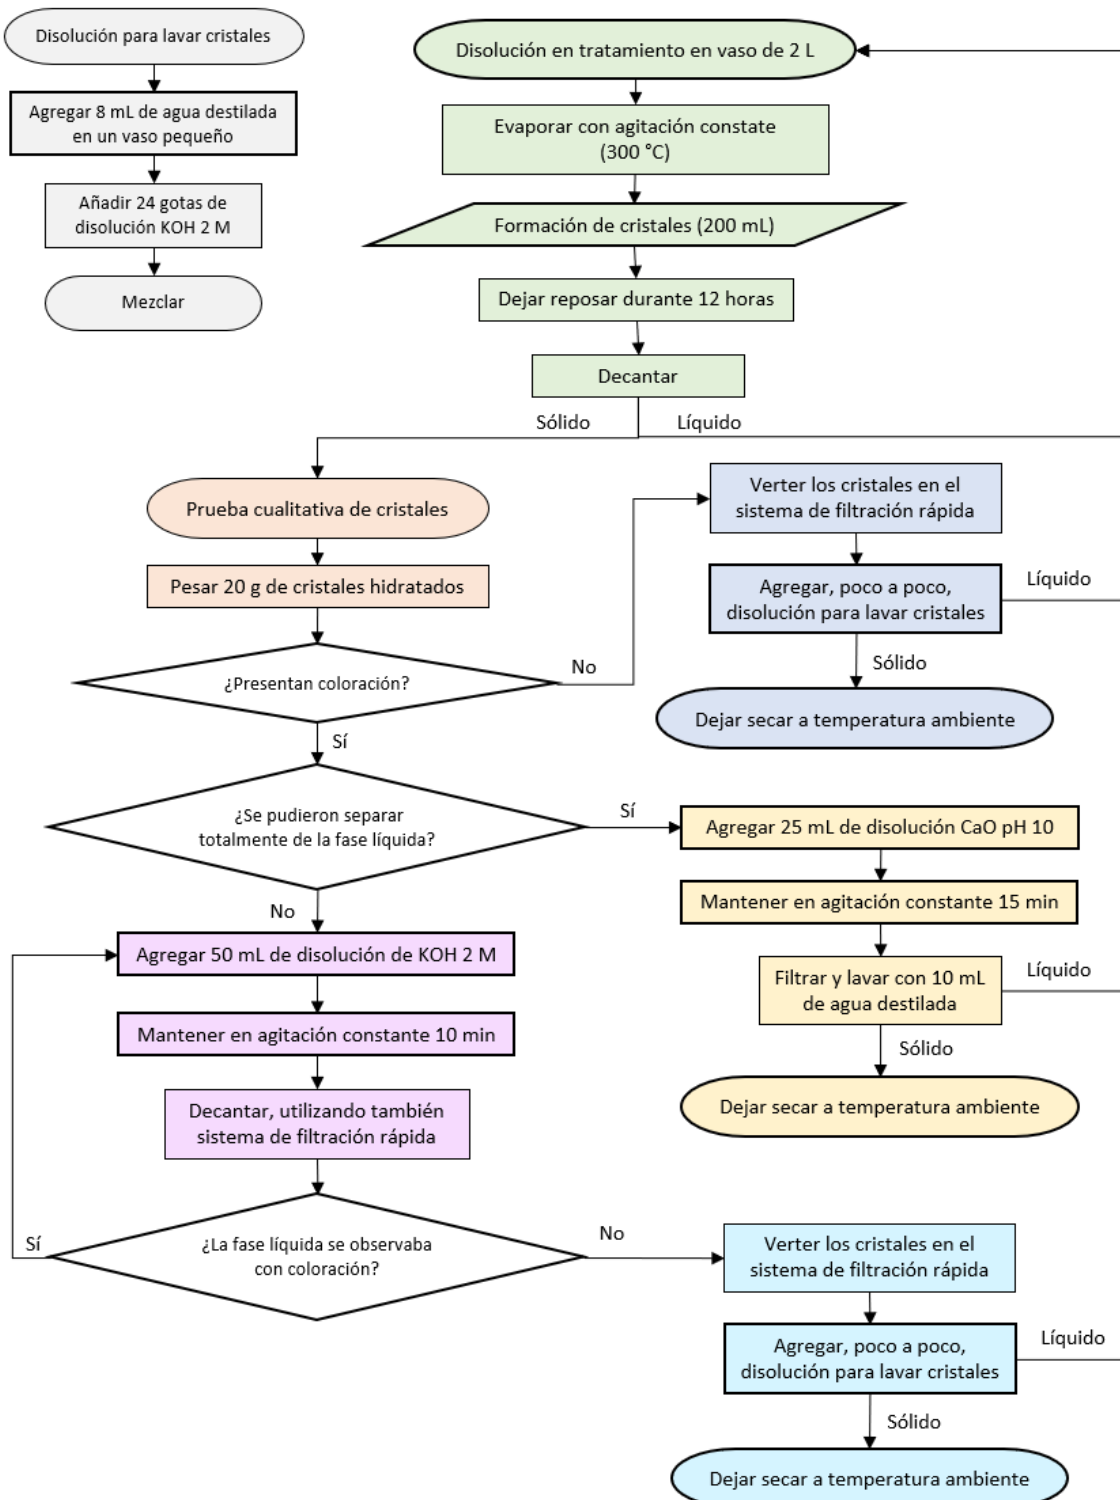 Disolución para lavar cristales
Agregar 8 mL de agua destilada
en un vaso pequeño
Añadir 24 gotas de
disolución KOH 2 M
Mezclar
Disolución en tratamiento en vaso de 2 L
Evaporar con agitación constate
(300 °C)
Formación de cristales (200 mL)
Dejar reposar durante 12 horas
Decantar
Sólido
Líquido
Prueba cualitativa de cristales
Pesar 20 g de cristales hidratados
¿Presentan coloración?
No
Verter los cristales en el
sistema de filtración rápida
Agregar, poco a poco,
disolución para lavar cristales
Líquido
Sólido
Dejar secar a temperatura ambiente
Sí
¿Se pudieron separar
totalmente de la fase líquida?
Sí
Agregar 25 mL de disolución CaO pH 10
Mantener en agitación constante 15 min
Filtrar y lavar con 10 mL
de agua destilada
Líquido
Sólido
Dejar secar a temperatura ambiente
No
Agregar 50 mL de disolución de KOH 2 M
Mantener en agitación constante 10 min
Decantar, utilizando también
sistema de filtración rápida
¿La fase líquida se observaba
con coloración?
Sí
No
Verter los cristales en el
sistema de filtración rápida
Agregar, poco a poco,
disolución para lavar cristales
Líquido
Sólido
Dejar secar a temperatura ambiente